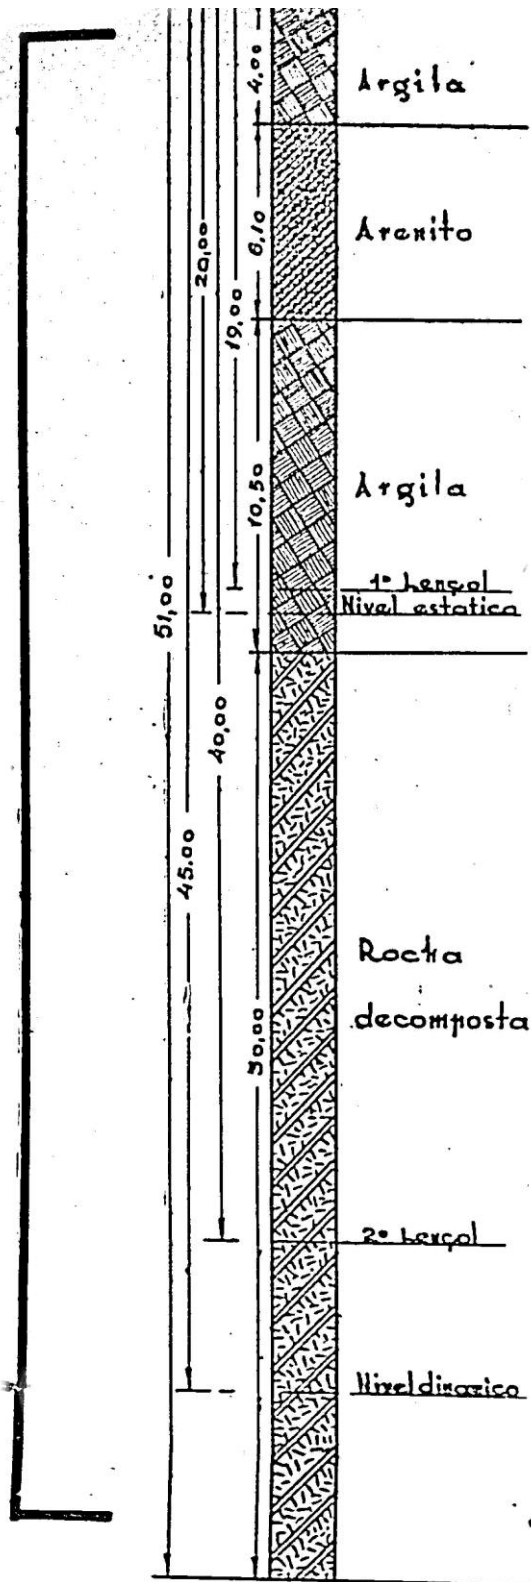 4,00
Argila
6,10
Arenito
20,00
19,00
10,50
Argila
1º Lençol
Nivel estatico
51,00
40,00
45.00
30,00
Rocha
decomposta
2º Lençol
Nivel dinamico